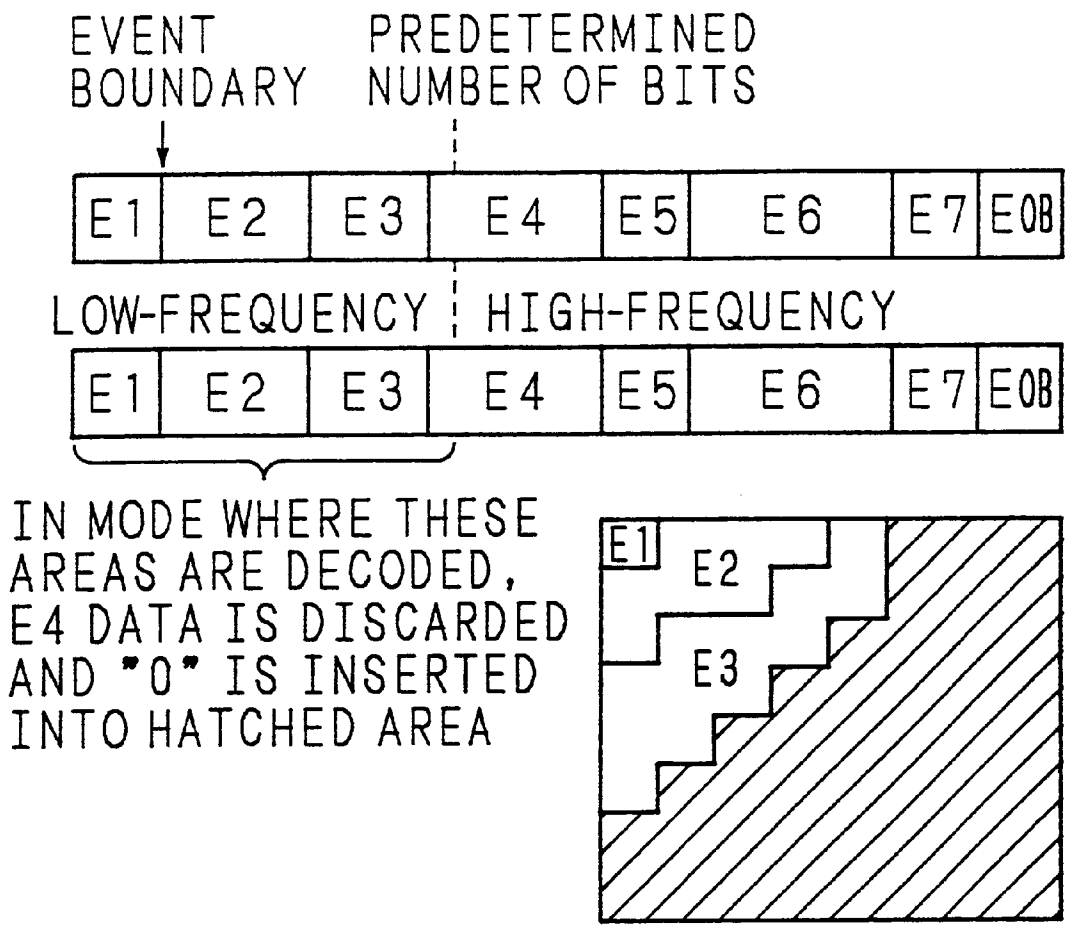 EVENT
BOUNDARY
PREDETERMINED
NUMBER OF BITS
E1 E2 E3 E4 E5 E6 E7 EOB
LOW-FREQUENCY HIGH-FREQUENCY
E1 E2 E3 E4 E5 E6 E7 EOB
IN MODE WHERE THESE
AREAS ARE DECODED,
E4 DATA IS DISCARDED
AND "0" IS INSERTED
INTO HATCHED AREA
E1
E2
E3